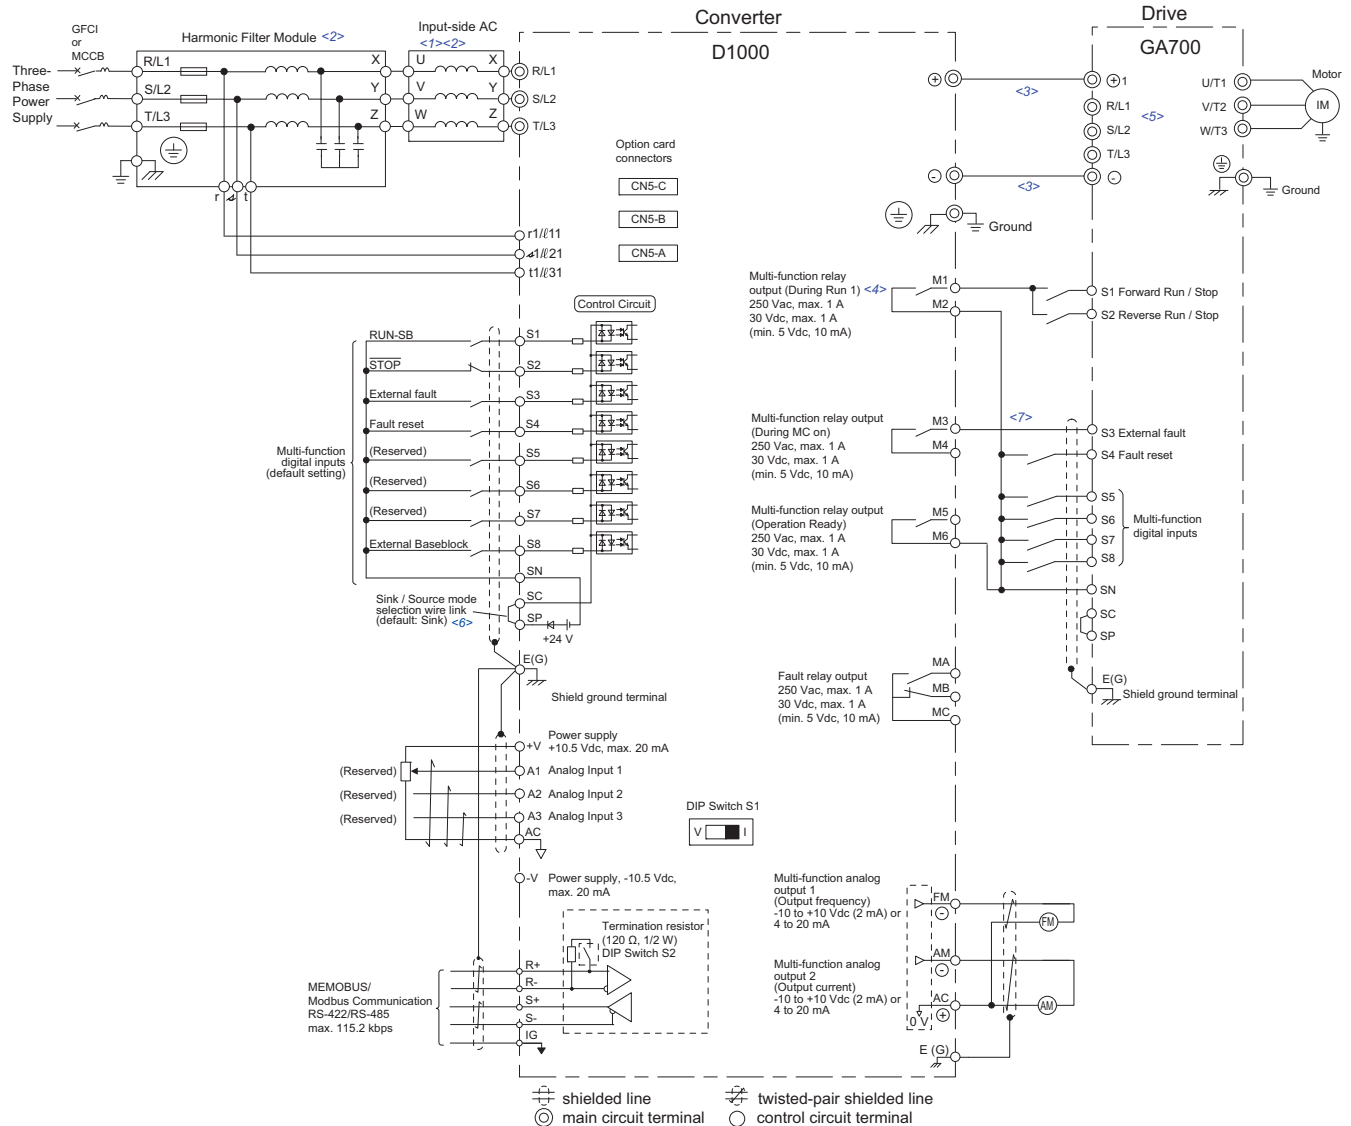 Converter
D1000
Drive
GA700
GFCI
or
MCCB
Harmonic Filter Module <2>
Input-side AC
<1><2>
Three-
Phase
Power
Supply
R/L1
S/L2
T/L3
X
Y
Z
U
V
W
X
Y
Z
R/L1
S/L2
T/L3
r
t
r1/ℓ11
1/ℓ21
t1/ℓ31
Option card
connectors
CN5-C
CN5-B
CN5-A
+
-
<3>
<3>
+1
R/L1
S/L2
T/L3
-
<5>
U/T1
V/T2
W/T3
Motor
IM
Ground
Ground
Control Circuit
Multi-function
digital inputs
(default setting)
RUN-SB
STOP
External fault
Fault reset
(Reserved)
(Reserved)
(Reserved)
External Baseblock
S1
S2
S3
S4
S5
S6
S7
S8
SN
SC
SP
+24 V
Sink / Source mode
selection wire link
(default: Sink) <6>
E(G)
Shield ground terminal
Multi-function relay
output (During Run 1) <4>
250 Vac, max. 1 A
30 Vdc, max. 1 A
(min. 5 Vdc, 10 mA)
M1
M2
S1 Forward Run / Stop
S2 Reverse Run / Stop
Multi-function relay output
(During MC on)
250 Vac, max. 1 A
30 Vdc, max. 1 A
(min. 5 Vdc, 10 mA)
M3
M4
<7>
S3 External fault
S4 Fault reset
Multi-function relay output
(Operation Ready)
250 Vac, max. 1 A
30 Vdc, max. 1 A
(min. 5 Vdc, 10 mA)
M5
M6
S5
S6
S7
S8
Multi-function
digital inputs
SN
SC
SP
E(G)
Shield ground terminal
Fault relay output
250 Vac, max. 1 A
30 Vdc, max. 1 A
(min. 5 Vdc, 10 mA)
MA
MB
MC
(Reserved)
(Reserved)
(Reserved)
+V
Power supply
+10.5 Vdc, max. 20 mA
A1 Analog Input 1
A2 Analog Input 2
A3 Analog Input 3
AC
-V Power supply, -10.5 Vdc,
max. 20 mA
DIP Switch S1
V
I
Termination resistor
(120 Ω, 1/2 W)
DIP Switch S2
MEMOBUS/
Modbus Communication
RS-422/RS-485
max. 115.2 kbps
R+
R-
S+
S-
IG
Multi-function analog
output 1
(Output frequency)
-10 to +10 Vdc (2 mA) or
4 to 20 mA
Multi-function analog
output 2
(Output current)
-10 to +10 Vdc (2 mA) or
4 to 20 mA
FM
-
AM
-
AC
+
0 V
E (G)
FM
AM
shielded line
twisted-pair shielded line
main circuit terminal
control circuit terminal